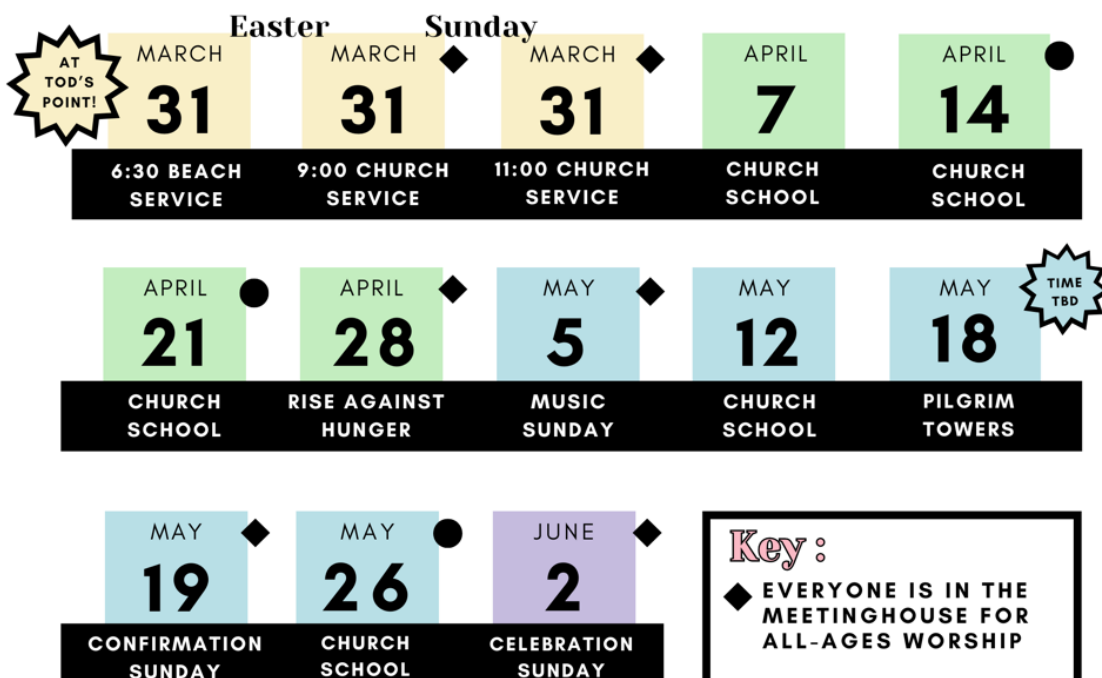 Easter Sunday
AT
TOD'S
POINT!
MARCH
31
6:30 BEACH
SERVICE
MARCH
31
9:00 CHURCH
SERVICE
MARCH
31
11:00 CHURCH
SERVICE
APRIL
7
CHURCH
SCHOOL
APRIL
14
CHURCH
SCHOOL
APRIL
21
CHURCH
SCHOOL
APRIL
28
RISE AGAINST
HUNGER
MAY
5
MUSIC
SUNDAY
MAY
12
CHURCH
SCHOOL
MAY
18
PILGRIM
TOWERS
TIME
TBD
MAY
19
CONFIRMATION
SUNDAY
MAY
26
CHURCH
SCHOOL
JUNE
2
CELEBRATION
SUNDAY
Key :
EVERYONE IS IN THE
MEETINGHOUSE FOR
ALL-AGES WORSHIP